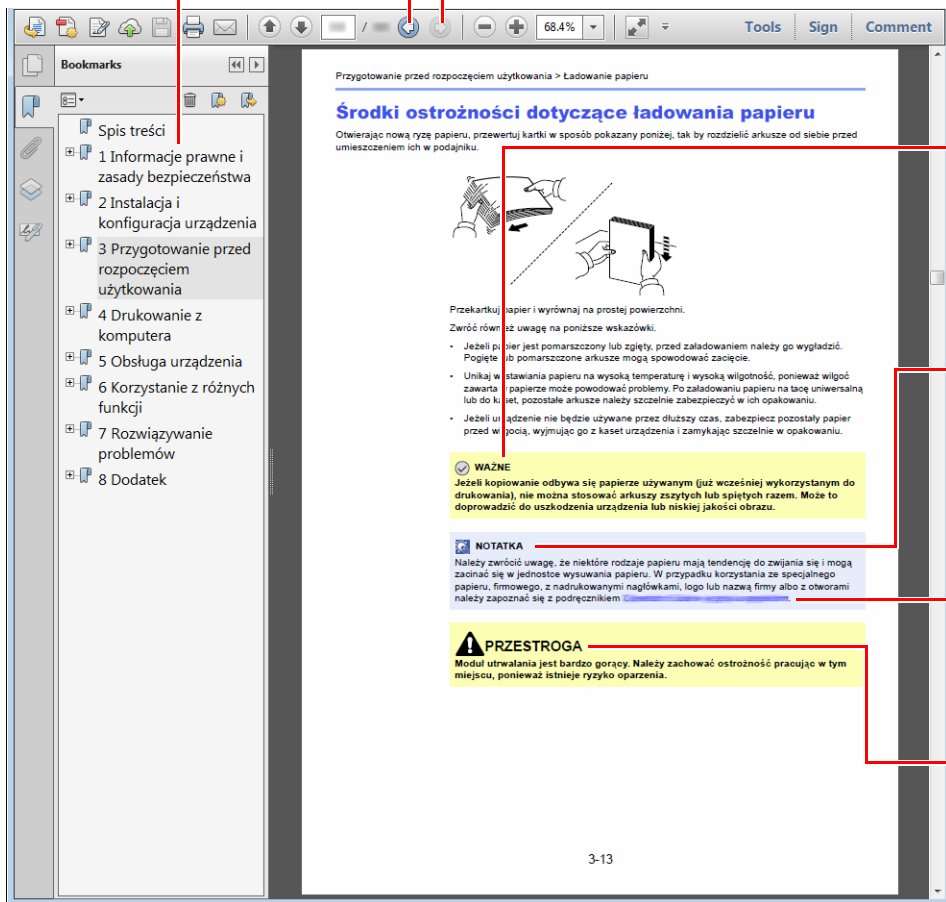 /
68.4%
Tools
Sign
Comment
Bookmarks
Spis treści
1 Informacje prawne i
zasady bezpieczeństwa
2 Instalacja i
konfiguracja urządzenia
3 Przygotowanie przed
rozpoczęciem
użytkowania
4 Drukowanie z
komputera
5 Obsługa urządzenia
6 Korzystanie z różnych
funkcji
7 Rozwiązywanie
problemów
8 Dodatek
Przygotowanie przed rozpoczęciem użytkowania > Ładowanie papieru
Środki ostrożności dotyczące ładowania papieru
Otwierając nową ryzę papieru, przewertuj kartki w sposób pokazany poniżej, tak by rozdzielić arkusze od siebie przed
umieszczeniem ich w podajniku.
Przekartkuj papier i wyrównaj na prostej powierzchni.
Zwróć również uwagę na poniższe wskazówki.
• Jeżeli papier jest pomarszczony lub zgięty, przed załadowaniem należy go wygładzić.
Pogięte lub pomarszczone arkusze mogą spowodować zacięcie.
• Unikaj wystawiania papieru na wysoką temperaturę i wysoką wilgotność, ponieważ wilgoć
zawarta w papierze może powodować problemy. Po załadowaniu papieru na tacę uniwersalną
lub do kaset, pozostałe arkusze należy szczelnie zabezpieczyć w ich opakowaniu.
• Jeżeli urządzenie nie będzie używane przez dłuższy czas, zabezpiecz pozostały papier
przed wilgocią, wyjmując go z kaset urządzenia i zamykając szczelnie w opakowaniu.
WAŻNE
Jeżeli kopiowanie odbywa się papierze używanym (już wcześniej wykorzystanym do
drukowania), nie można stosować arkuszy zszytych lub spiętych razem. Może to
doprowadzić do uszkodzenia urządzenia lub niskiej jakości obrazu.
NOTATKA
Należy zwrócić uwagę, że niektóre rodzaje papieru mają tendencję do zwijania się i mogą
zacinać się w jednostce wysuwania papieru. W przypadku korzystania ze specjalnego
papieru, firmowego, z nadrukowanymi nagłówkami, logo lub nazwą firmy albo z otworami
należy zapoznać się z podręcznikiem
PRZESTROGA
Moduł utrwalania jest bardzo gorący. Należy zachować ostrożność pracując w tym
miejscu, ponieważ istnieje ryzyko oparzenia.
3-13